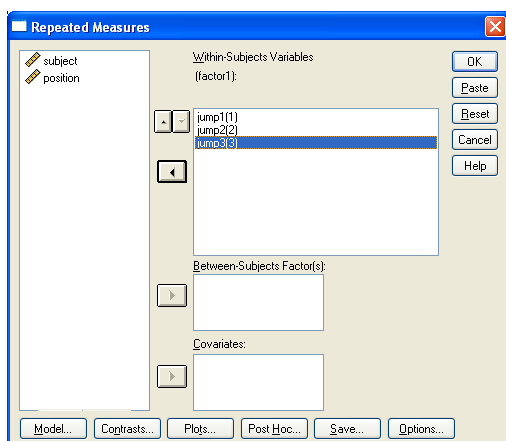 Repeated Measures
subject
position
Within-Subjects Variables
(factor1):
jump1(1)
jump2(2)
jump3(3)
Between-Subjects Factor(s):
Covariates:
OK
Paste
Reset
Cancel
Help
Model...
Contrasts...
Plots...
Post Hoc...
Save...
Options...